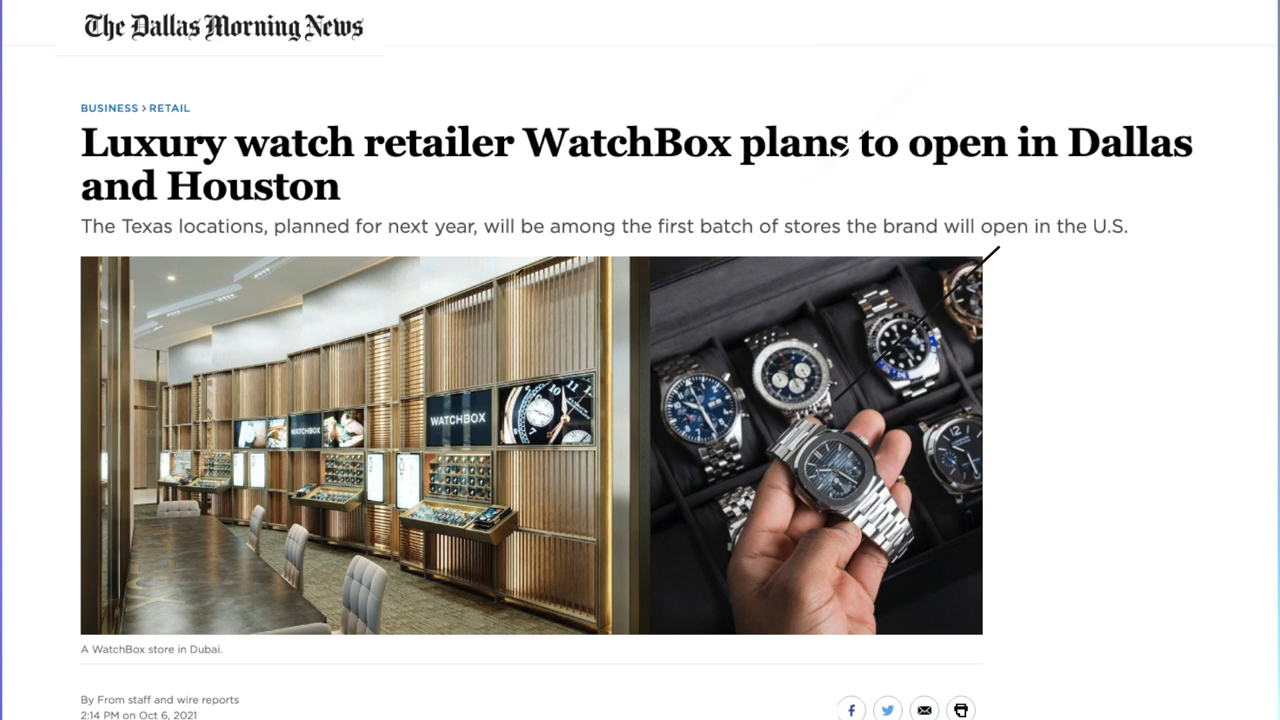 The Dallas Morning News
BUSINESS > RETAIL
Luxury watch retailer WatchBox plans to open in Dallas
and Houston
The Texas locations, planned for next year, will be among the first batch of stores the brand will open in the U.S.
WATCHBOX
WATCHBOX
A WatchBox store in Dubai.
By From staff and wire reports
2:14 PM on Oct 6, 2021